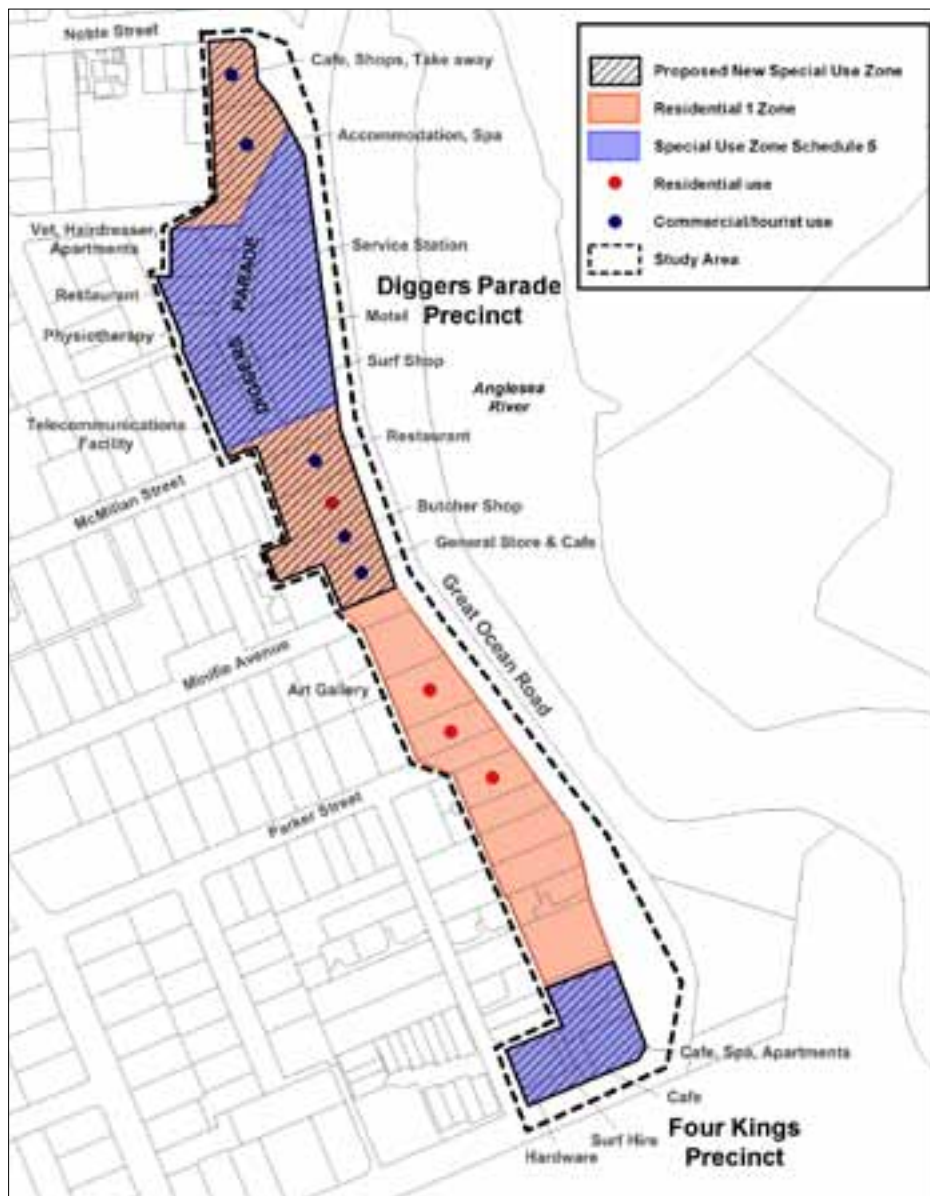 Noble Street
Cafe, Shops, Take away
Accommodation, Spa
Vet, Hairdresser,
Apartments
Service Station
Restaurant
Diggers Parade
Precinct
Physiotherapy
Motel
Surf Shop
DIGGERS PARADE
Anglesea
River
Telecommunications
Facility
Restaurant
McMillan Street
Butcher Shop
General Store & Cafe
Great Ocean Road
Minifie Avenue
Art Gallery
Parker Street
Cafe, Spa, Apartments
Cafe
Surf Hire
Hardware
Four Kings
Precinct
Proposed New Special Use Zone
Residential 1 Zone
Special Use Zone Schedule 5
Residential use
Commercial/tourist use
Study Area